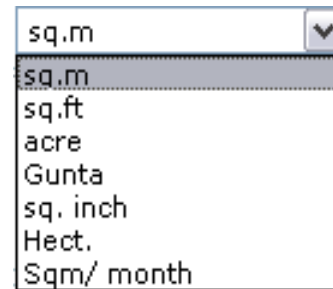 sq.m
sq.m
sq.ft
acre
Gunta
sq. inch
Hect.
Sqm/ month